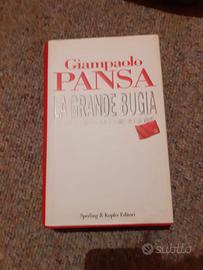 Giampaolo
PANSA
LA GRANDE BUGIA
Sperling & Kupfer Editori
subito